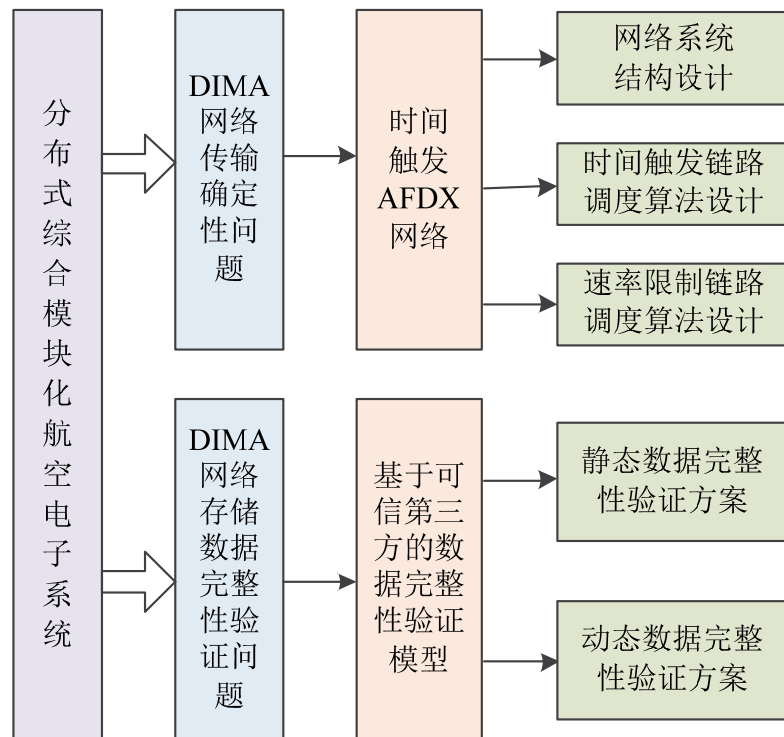 分
布
式
综
合
模
块
化
航
空
电
子
系
统
DIMA
网络
传输
确定
性问
题
时间
触发
AFDX
网络
网络系统
结构设计
时间触发链路
调度算法设计
速率限制链路
调度算法设计
DIMA
网络
存储
数据
完整
性验
证问
题
基于可
信第三
方的数
据完整
性验证
模型
静态数据完整
性验证方案
动态数据完整
性验证方案